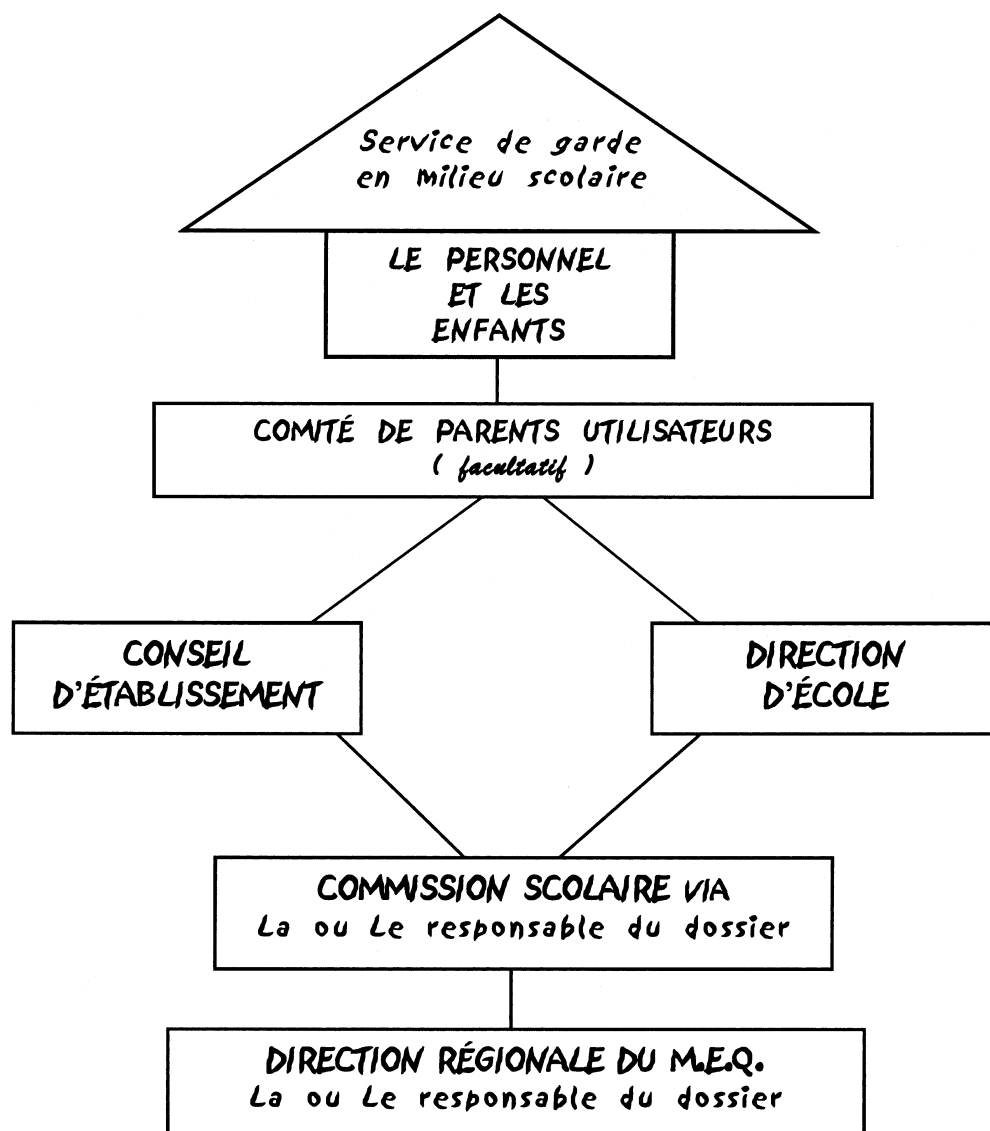 Service de garde
en milieu scolaire
LE PERSONNEL
ET LES
ENFANTS
COMITÉ DE PARENTS UTILISATEURS
( facultatif )
CONSEIL
D'ÉTABLISSEMENT
DIRECTION
D'ÉCOLE
COMMISSION SCOLAIRE VIA
La ou Le responsable du dossier
DIRECTION RÉGIONALE DU M.E.Q.
La ou Le responsable du dossier